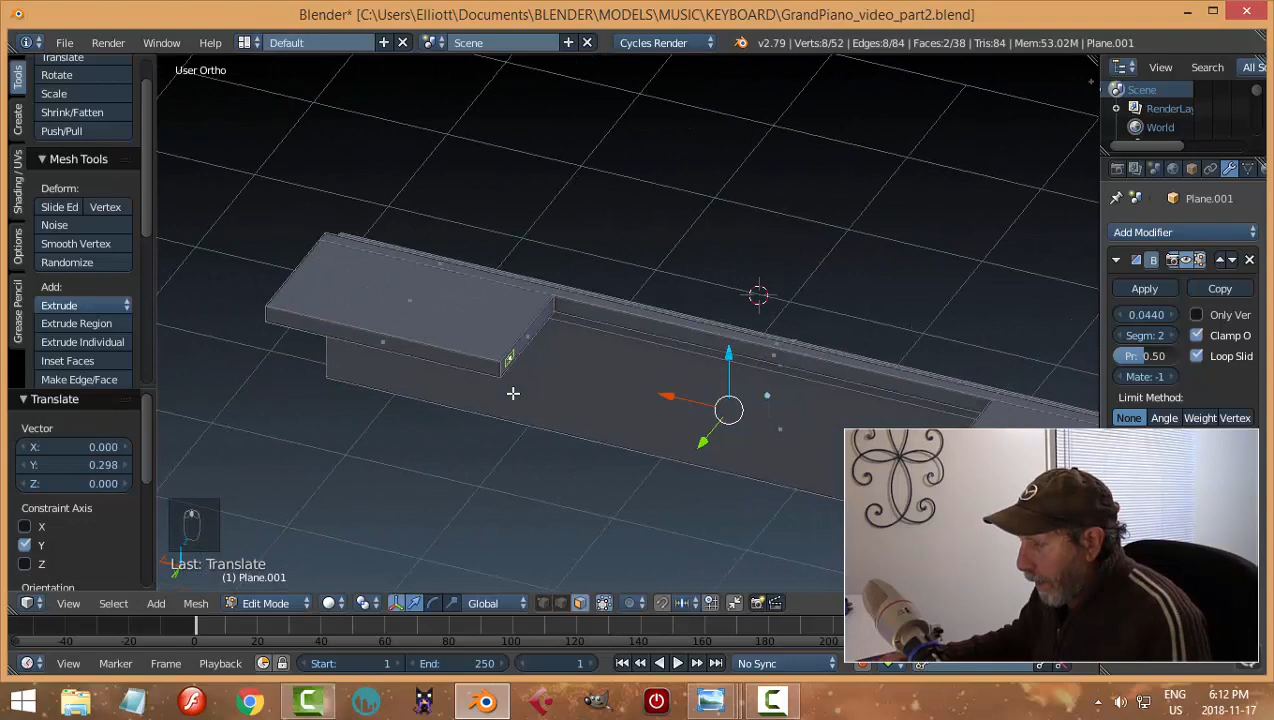 Blender* [C:\Users\Elliott\Documents\BLENDER\MODELS\MUSIC\KEYBOARD\GrandPiano_video_part2.blend]
File Render Window Help Default Scene Cycles Render v2.79 | Verts:8/52 | Edges:8/84 | Faces:2/38 | Tris:84 | Mem:53.02M | Plane.001
Translate
Rotate
Scale
Shrink/Fatten
Push/Pull
Mesh Tools
Deform:
Slide Ed Vertex
Noise
Smooth Vertex
Randomize
Add:
Extrude
Extrude Region
Extrude Individual
Inset Faces
Make Edge/Face
Tools
Create
Shading / UVs
Options
Grease Pencil
Translate
Vector
X: 0.000
Y: 0.298
Z: 0.000
Constraint Axis
X
Y
Z
Orientation
User Ortho
Last: Translate
(1) Plane.001
View Search All S
Scene
RenderLay
World
Plane.001
Add Modifier
B
Apply Copy
0.0440 Only Ver
Segm: 2 Clamp O
Pr: 0.50 Loop Slid
Mate: -1
Limit Method:
None Angle Weight Vertex
View Select Add Mesh Edit Mode Global
-40 -20 0 20 40 60 80 100 120 140 160 180 200
View Marker Frame Playback Start: 1 End: 250 1 No Sync
ENG
US
6:12 PM
2018-11-17